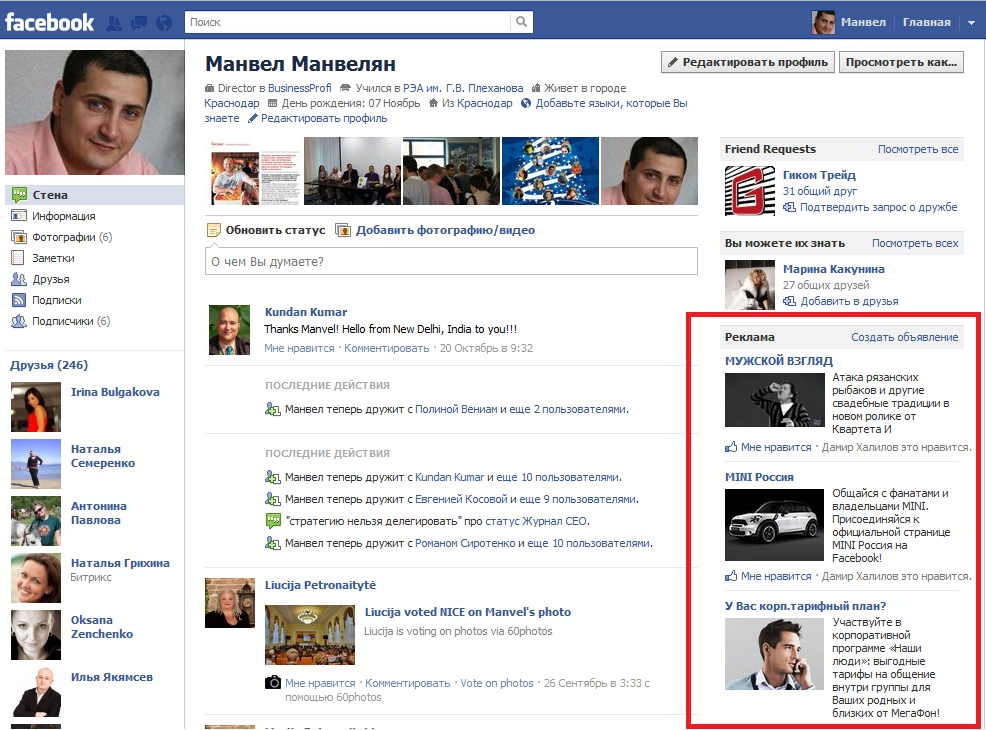 facebook
Поиск
Манвел
Главная
Манвел Манвелян
Редактировать профиль
Просмотреть как...
Director в BusinessProfi Учился в РЭА им. Г.В. Плеханова Живет в городе
Краснодар День рождения: 07 Ноябрь Из Краснодар Добавьте языки, которые Вы
знаете Редактировать профиль
Стена
Информация
Фотографии (6)
Заметки
Друзья
Подписки
Подписчики (6)
Друзья (246)
Irina Bulgakova
Наталья
Семеренко
Антонина
Павлова
Наталья Грихина
Битрикс
Oksana
Zenchenko
Илья Якямсев
Обновить статус
Добавить фотографию/видео
О чем Вы думаете?
Kundan Kumar
Thanks Manvel! Hello from New Delhi, India to you!!!
Мне нравится · Комментировать · 20 Октябрь в 9:32
ПОСЛЕДНИЕ ДЕЙСТВИЯ
Манвел теперь дружит с Полиной Вениам и еще 2 пользователями.
ПОСЛЕДНИЕ ДЕЙСТВИЯ
Манвел теперь дружит с Kundan Kumar и еще 10 пользователями.
Манвел теперь дружит с Евгенией Косовой и еще 9 пользователями.
"стратегию нельзя делегировать" про статус Журнал CEO.
Манвел теперь дружит с Романом Сиротенко и еще 10 пользователями.
Liucija Petronaitytė
Liucija voted NICE on Manvel's photo
Liucija is voting on photos via 60photos
Мне нравится · Комментировать · Vote on photos · 26 Сентябрь в 3:33 с
помощью 60photos
Friend Requests
Посмотреть все
Гиком Трейд
31 общий друг
Подтвердить запрос о дружбе
Вы можете их знать
Посмотреть всех
Марина Какунина
27 общих друзей
Добавить в друзья
Реклама
Создать объявление
МУЖСКОЙ ВЗГЛЯД
Атака рязанских
рыбаков и другие
свадебные традиции в
новом ролике от
Квартета И
Мне нравится · Дамир Халилов это нравится.
MINI Россия
Общайся с фанатами и
владельцами MINI.
Присоединяйся к
официальной странице
MINI Россия на
Facebook!
Мне нравится · Дамир Халилов это нравится.
У Вас корп.тарифный план?
Участвуйте в
корпоративной
программе «Наши
люди»: выгодные
тарифы на общение
внутри группы для
Ваших родных и
близких от МегаФон!